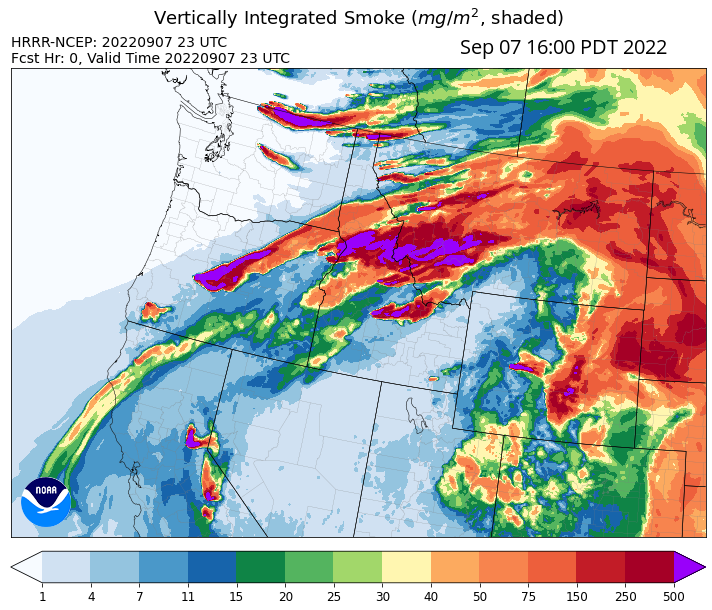 Vertically Integrated Smoke (mg/m², shaded)
HRRR-NCEP: 20220907 23 UTC
Fcst Hr: 0, Valid Time 20220907 23 UTC
Sep 07 16:00 PDT 2022
NOAA
1 4 7 11 15 20 25 30 40 50 75 150 250 500